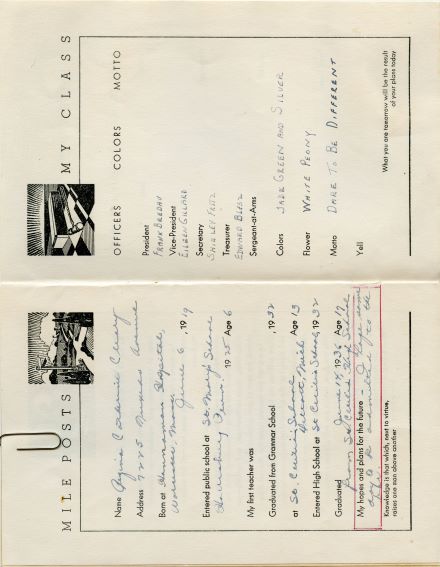 MILE POSTS
Name Regina Catherine Cleary
Address 7225 Tuxedo Avenue
Born at Hannaman Hospital,
Worcester, Mass.
June 6, 1919
Entered public school at St. Mary's School
Harrisburg Penn. 1925 Age 6
My first teacher was
Graduated from Grammar School , 1932
at St. Cecilia's School Age 13
Detroit, Mich
Entered High School at St Cecilia's School, 1932
Graduated June 14, 1936 Age 17
from St Cecilia High School
My hopes and plans for the future - I hope some
day to be admitted to the
bar.
Knowledge is that which, next to virtue,
raises one man above another
MY CLASS
OFFICERS COLORS MOTTO
President
FRANK BREDAU
Vice-President
EILEEN GILLARD
Secretary
SHIRLEY FRITZ
Treasurer
EDWARD
Sergeant-at-Arms
Colors JADE GREEN AND SILVER
Flower WHITE PEONY
Motto DARE TO BE DIFFERENT
Yell
What you are tomorrow will be the result
of your plans today